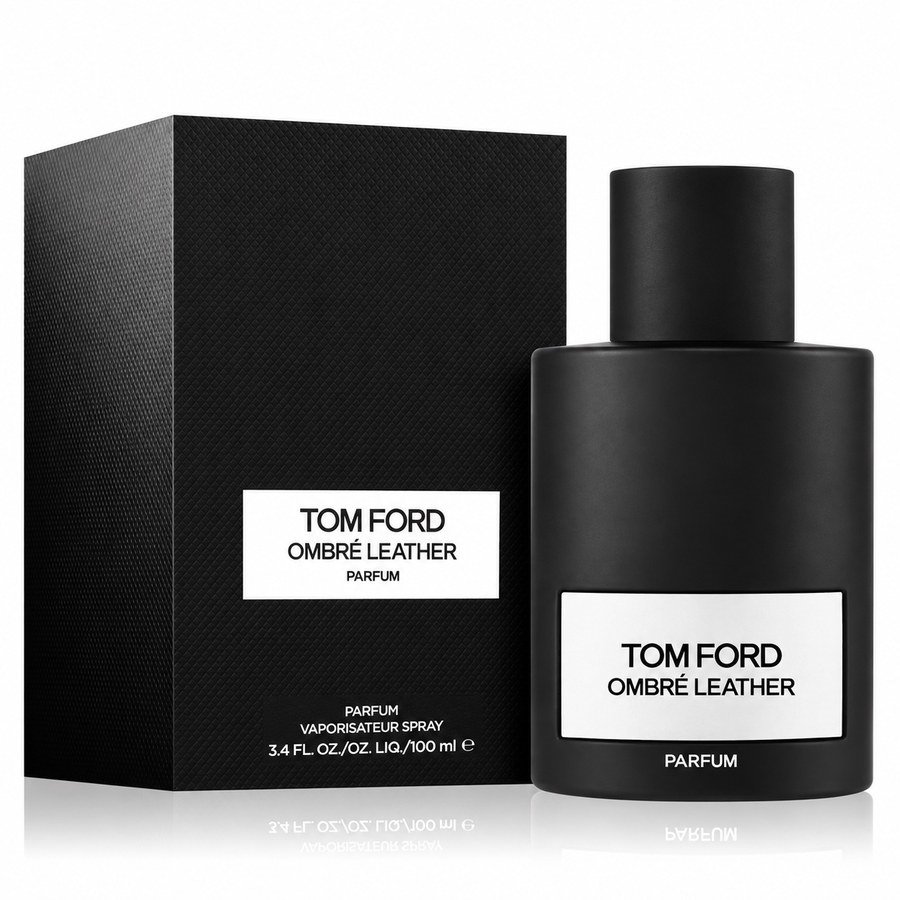 TOM FORD
OMBRÉ LEATHER
PARFUM
PARFUM
VAPORISATEUR SPRAY
3.4 FL. OZ./OZ. LIQ./100 ml ℮
TOM FORD
OMBRÉ LEATHER
PARFUM